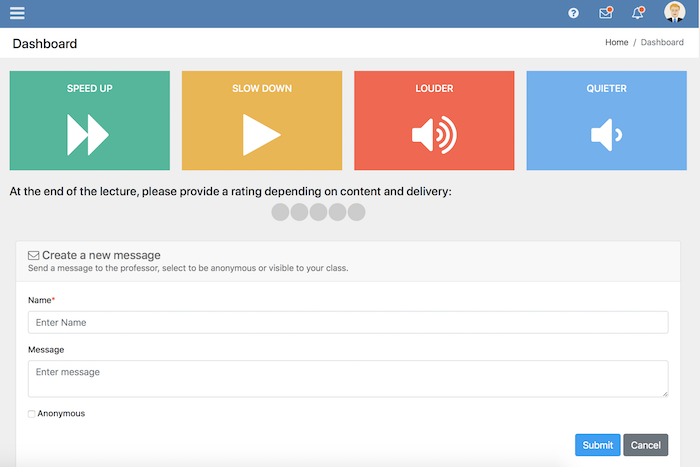 Dashboard
Home / Dashboard
SPEED UP
SLOW DOWN
LOUDER
QUIETER
At the end of the lecture, please provide a rating depending on content and delivery:
Create a new message
Send a message to the professor, select to be anonymous or visible to your class.
Name*
Enter Name
Message
Enter message
Anonymous
Submit
Cancel